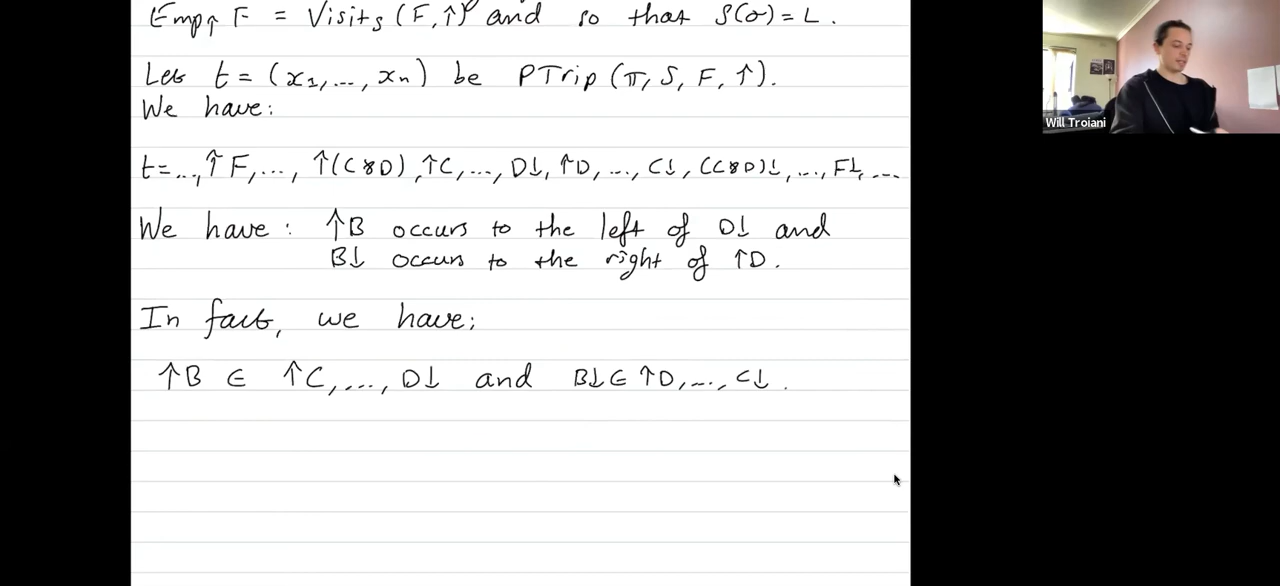 Emp↑ F = Visits (F,↑)ᵖ and so that S(σ) = L.
Let t = (x₁,...,xₙ) be PTrip (π, S, F, ↑).
We have:
t=...,↑F,..., ↑(C⅋D),↑C,...,D↓,↑D,...,C↓,(C⅋D)↓,...,F↓,...
We have: ↑B occurs to the left of D↓ and
B↓ occurs to the right of ↑D.
In fact, we have:
↑B ∈ ↑C,...,D↓ and B↓∈ ↑D,...,C↓.
Will Troiani